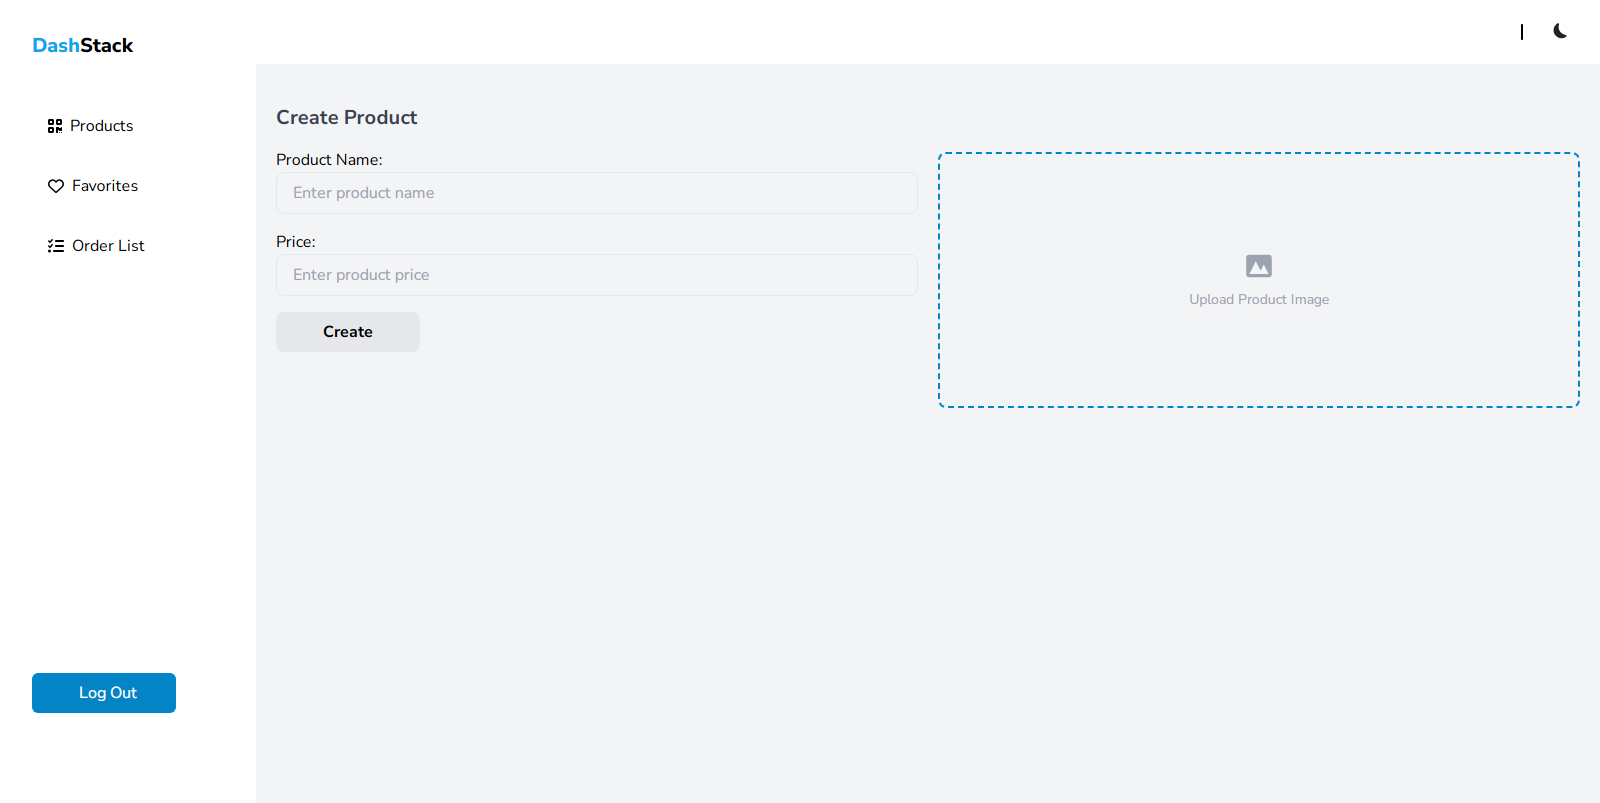 DashStack
Products
Favorites
Order List
Log Out
Create Product
Product Name:
Enter product name
Price:
Enter product price
Create
Upload Product Image